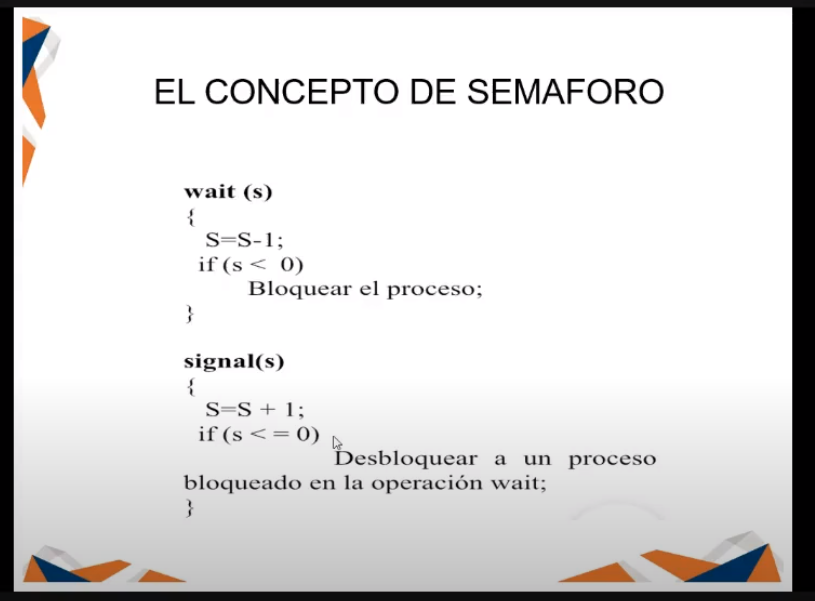 EL CONCEPTO DE SEMAFORO
wait (s)
{
S=S-1;
if (s < 0)
Bloquear el proceso;
}
signal(s)
{
S=S + 1;
if (s < = 0)
Desbloquear a un proceso
bloqueado en la operación wait;
}